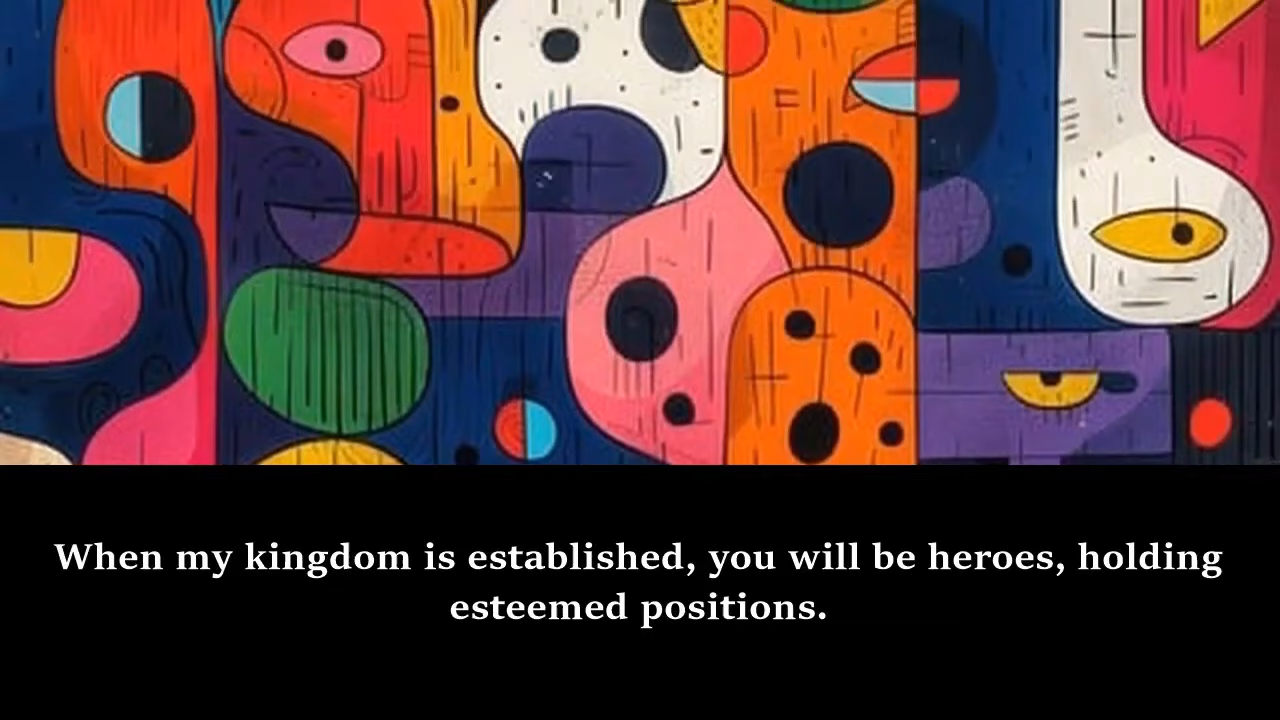 When my kingdom is established, you will be heroes, holding
esteemed positions.